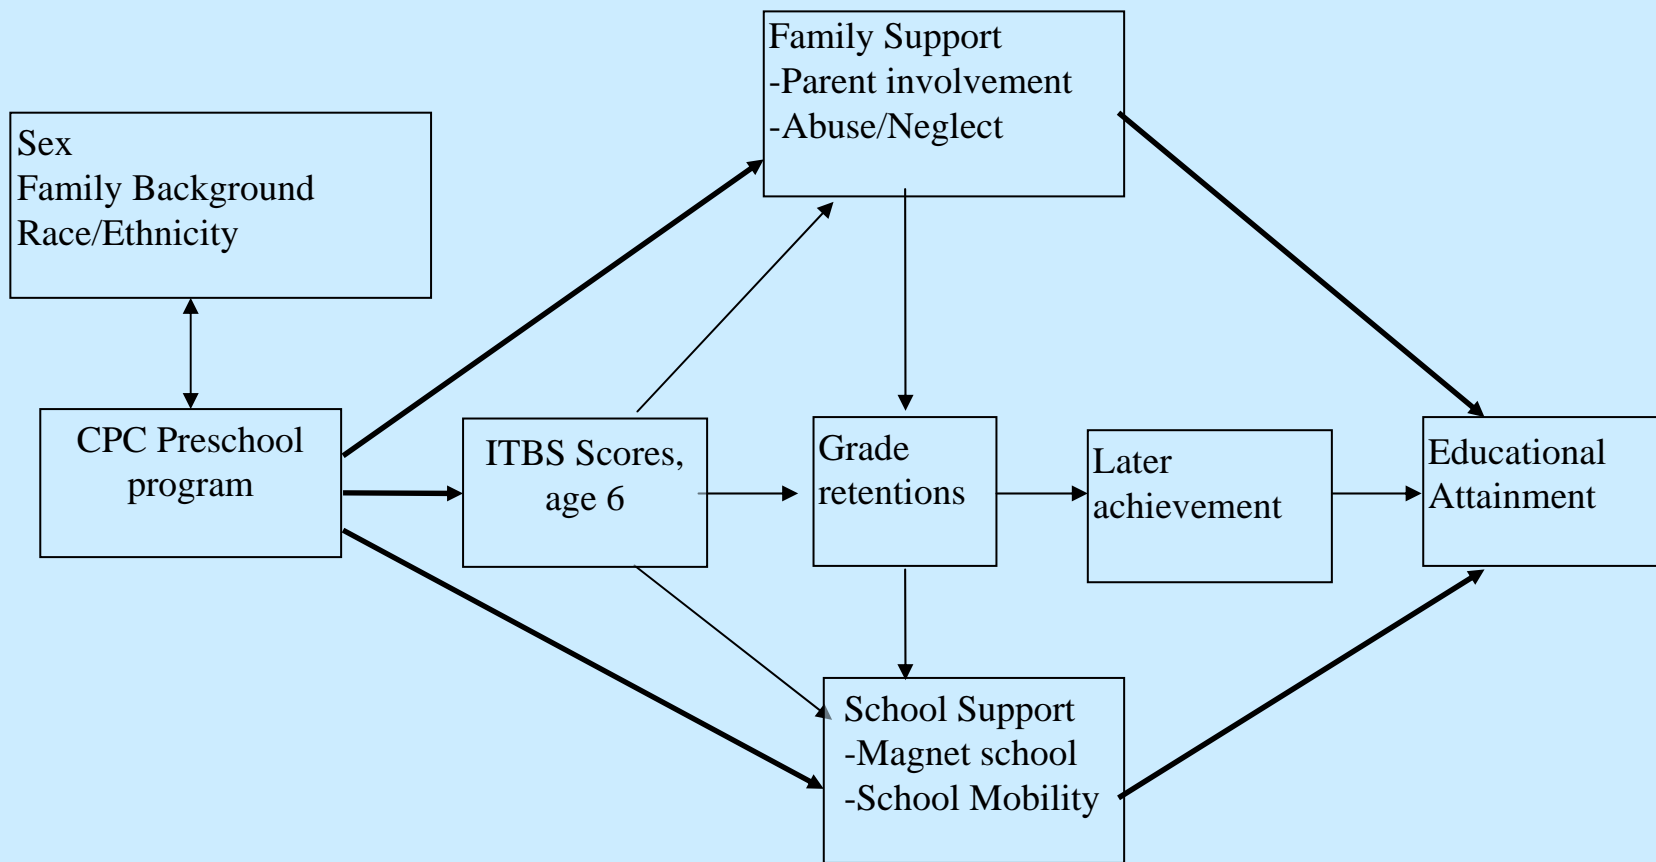 Family Support
-Parent involvement
-Abuse/Neglect
Sex
Family Background
Race/Ethnicity
CPC Preschool
program
ITBS Scores,
age 6
Grade
retentions
Later
achievement
Educational
Attainment
School Support
-Magnet school
-School Mobility